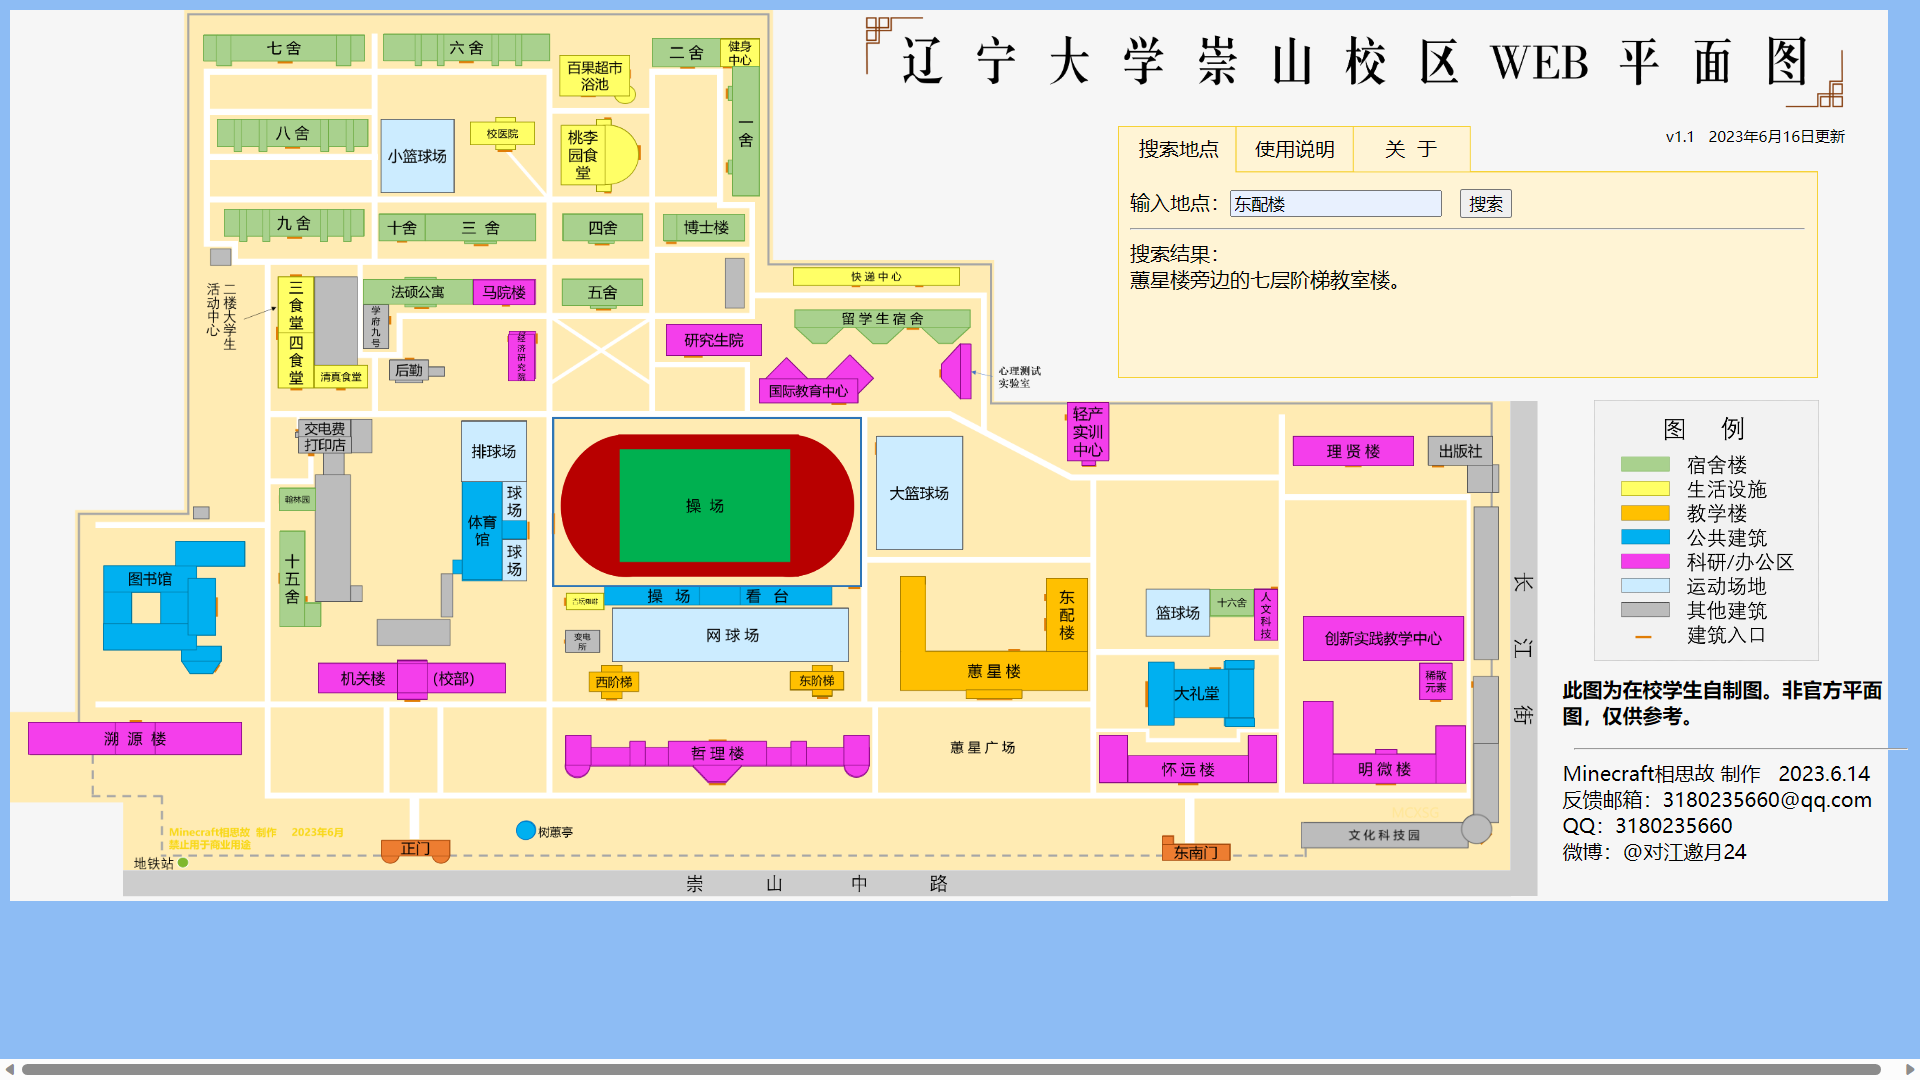 辽宁大学崇山校区WEB平面图
v1.1 2023年6月16日更新
搜索地点
使用说明
关 于
输入地点：
东配楼
搜索
搜索结果：
蕙星楼旁边的七层阶梯教室楼。
七 舍
六 舍
百果超市
浴池
二 舍
健身
中心
一舍
八 舍
小篮球场
校医院
桃李
园食
堂
九 舍
十舍
三 舍
四舍
博士楼
二楼大学生
活动中心
三食堂
四食堂
清真食堂
法硕公寓
马院楼
学府九号
后勤
经济研究院
五舍
研究生院
快 递 中 心
留 学 生 宿 舍
国际教育中心
心理测试
实验室
轻产
实训
中心
理 贤 楼
出版社
交电费
打印店
排球场
球场
体育馆
球场
操 场
大篮球场
翰林园
十五舍
图书馆
操 场 看 台
变电
所
网 球 场
西阶梯
东阶梯
东配楼
蕙 星 楼
篮球场
十六舍
人文科技
创新实践教学中心
稀散
元素
大礼堂
机关楼 （校部）
溯 源 楼
哲 理 楼
蕙 星 广 场
怀 远 楼
明 微 楼
文 化 科 技 园
树蕙亭
正门
东南门
地铁站
Minecraft相思故 制作 2023年6月
禁止用于商业用途
崇 山 中 路
长 江 街
图 例
宿舍楼
生活设施
教学楼
公共建筑
科研/办公区
运动场地
其他建筑
建筑入口
此图为在校学生自制图。非官方平面
图，仅供参考。
Minecraft相思故 制作 2023.6.14
反馈邮箱：3180235660@qq.com
QQ：3180235660
微博：@对江邀月24